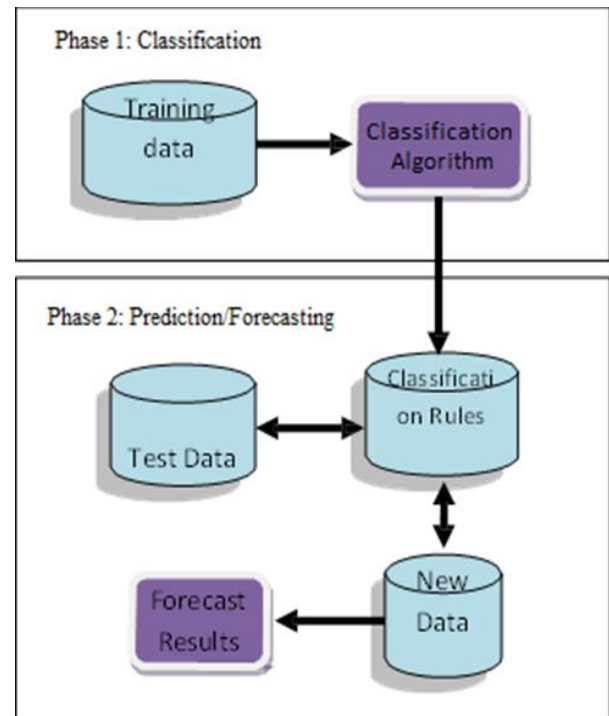 Phase 1: Classification
Training
data
Classification
Algorithm
Phase 2: Prediction/Forecasting
Classificati
on Rules
Test Data
New
Data
Forecast
Results